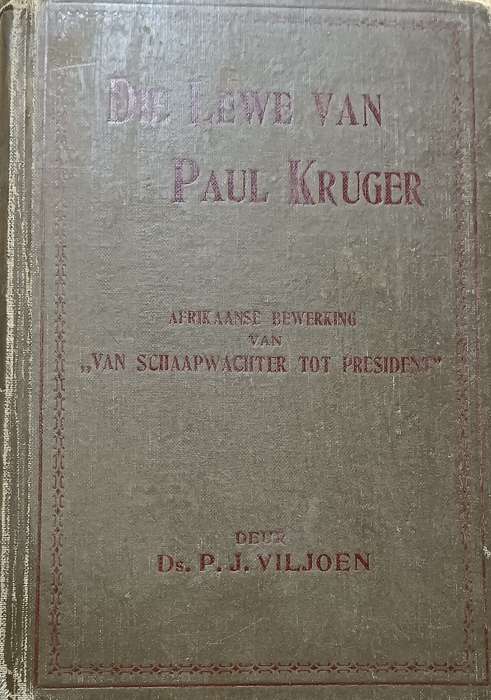 DIE LEWE VAN
PAUL KRUGER
AFRIKAANSE BEWERKING
VAN
„VAN SCHAAPWACHTER TOT PRESIDENT”
DEUR
Ds. P. J. VILJOEN